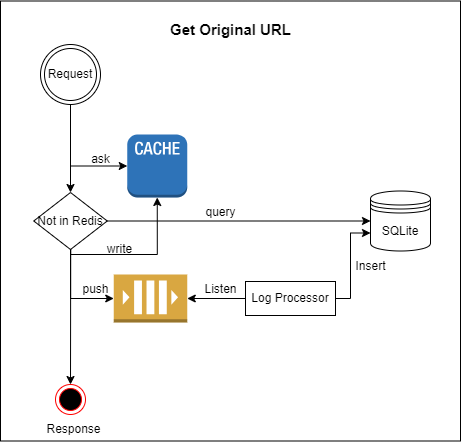 Get Original URL
Request
ask
CACHE
Not in Redis
query
SQLite
write
Insert
push
Listen
Log Processor
Response